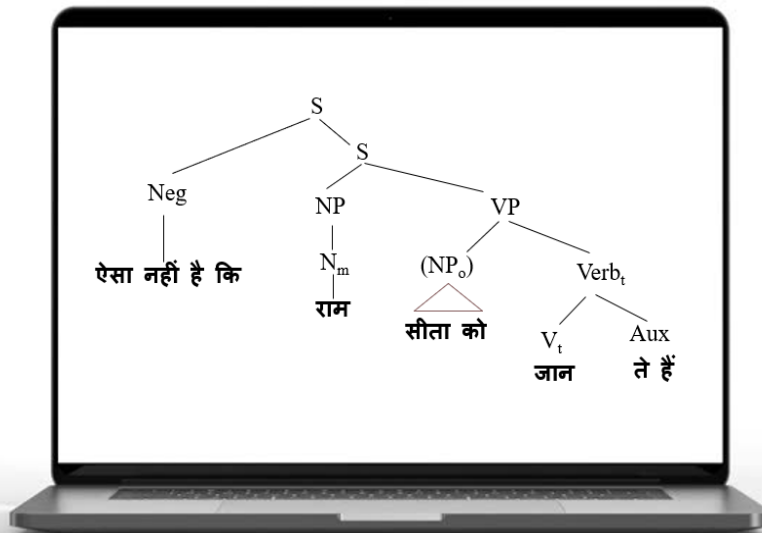 S
S
Neg
NP
VP
ऐसा नहीं है कि
Nₘ
(NPₒ)
Verbₜ
राम
सीता को
Vₜ
Aux
जान
ते हैं